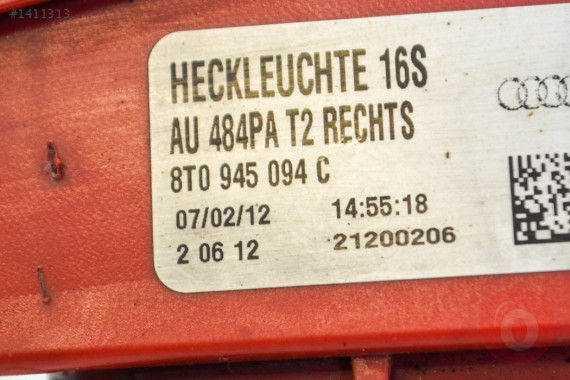 #1411313
HECKLEUCHTE 16S
AU 484PA T2 RECHTS
8T0 945 094 C
07/02/12 14:55:18
2 06 12 21200206